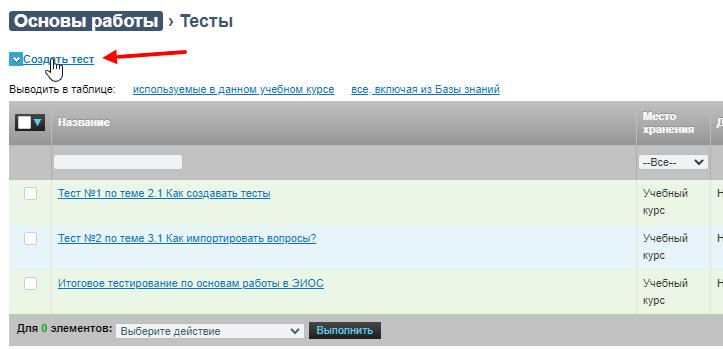 Основы работы › Тесты
Создать тест
Выводить в таблице: используемые в данном учебном курсе все, включая из Базы знаний
Название Место хранения
--Все--
Тест №1 по теме 2.1 Как создавать тесты Учебный курс
Тест №2 по теме 3.1 Как импортировать вопросы? Учебный курс
Итоговое тестирование по основам работы в ЭИОС Учебный курс
Для 0 элементов: Выберите действие Выполнить